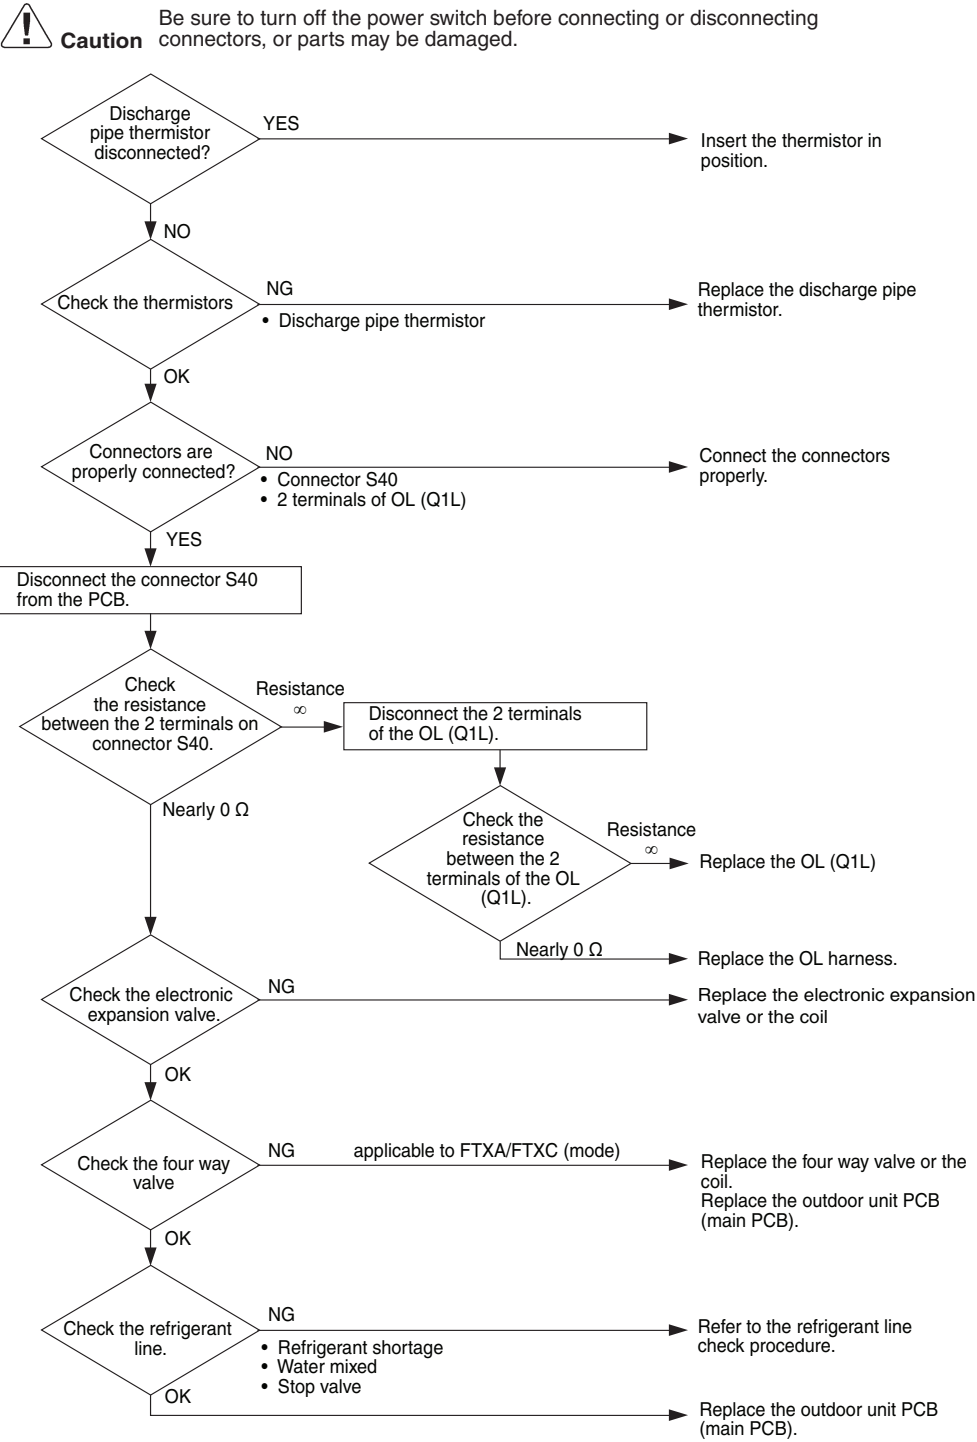 Be sure to turn off the power switch before connecting or disconnecting
Caution connectors, or parts may be damaged.
Discharge
pipe thermistor
disconnected?
YES
Insert the thermistor in
position.
NO
Check the thermistors
NG
• Discharge pipe thermistor
Replace the discharge pipe
thermistor.
OK
Connectors are
properly connected?
NO
• Connector S40
• 2 terminals of OL (Q1L)
Connect the connectors
properly.
YES
Disconnect the connector S40
from the PCB.
Check
the resistance
between the 2 terminals on
connector S40.
Resistance
∞
Disconnect the 2 terminals
of the OL (Q1L).
Nearly 0 Ω
Check the
resistance
between the 2
terminals of the OL
(Q1L).
Resistance
∞
Replace the OL (Q1L)
Nearly 0 Ω
Replace the OL harness.
Check the electronic
expansion valve.
NG
Replace the electronic expansion
valve or the coil
OK
Check the four way
valve
NG
applicable to FTXA/FTXC (mode)
Replace the four way valve or the
coil.
Replace the outdoor unit PCB
(main PCB).
OK
Check the refrigerant
line.
NG
• Refrigerant shortage
• Water mixed
• Stop valve
Refer to the refrigerant line
check procedure.
OK
Replace the outdoor unit PCB
(main PCB).